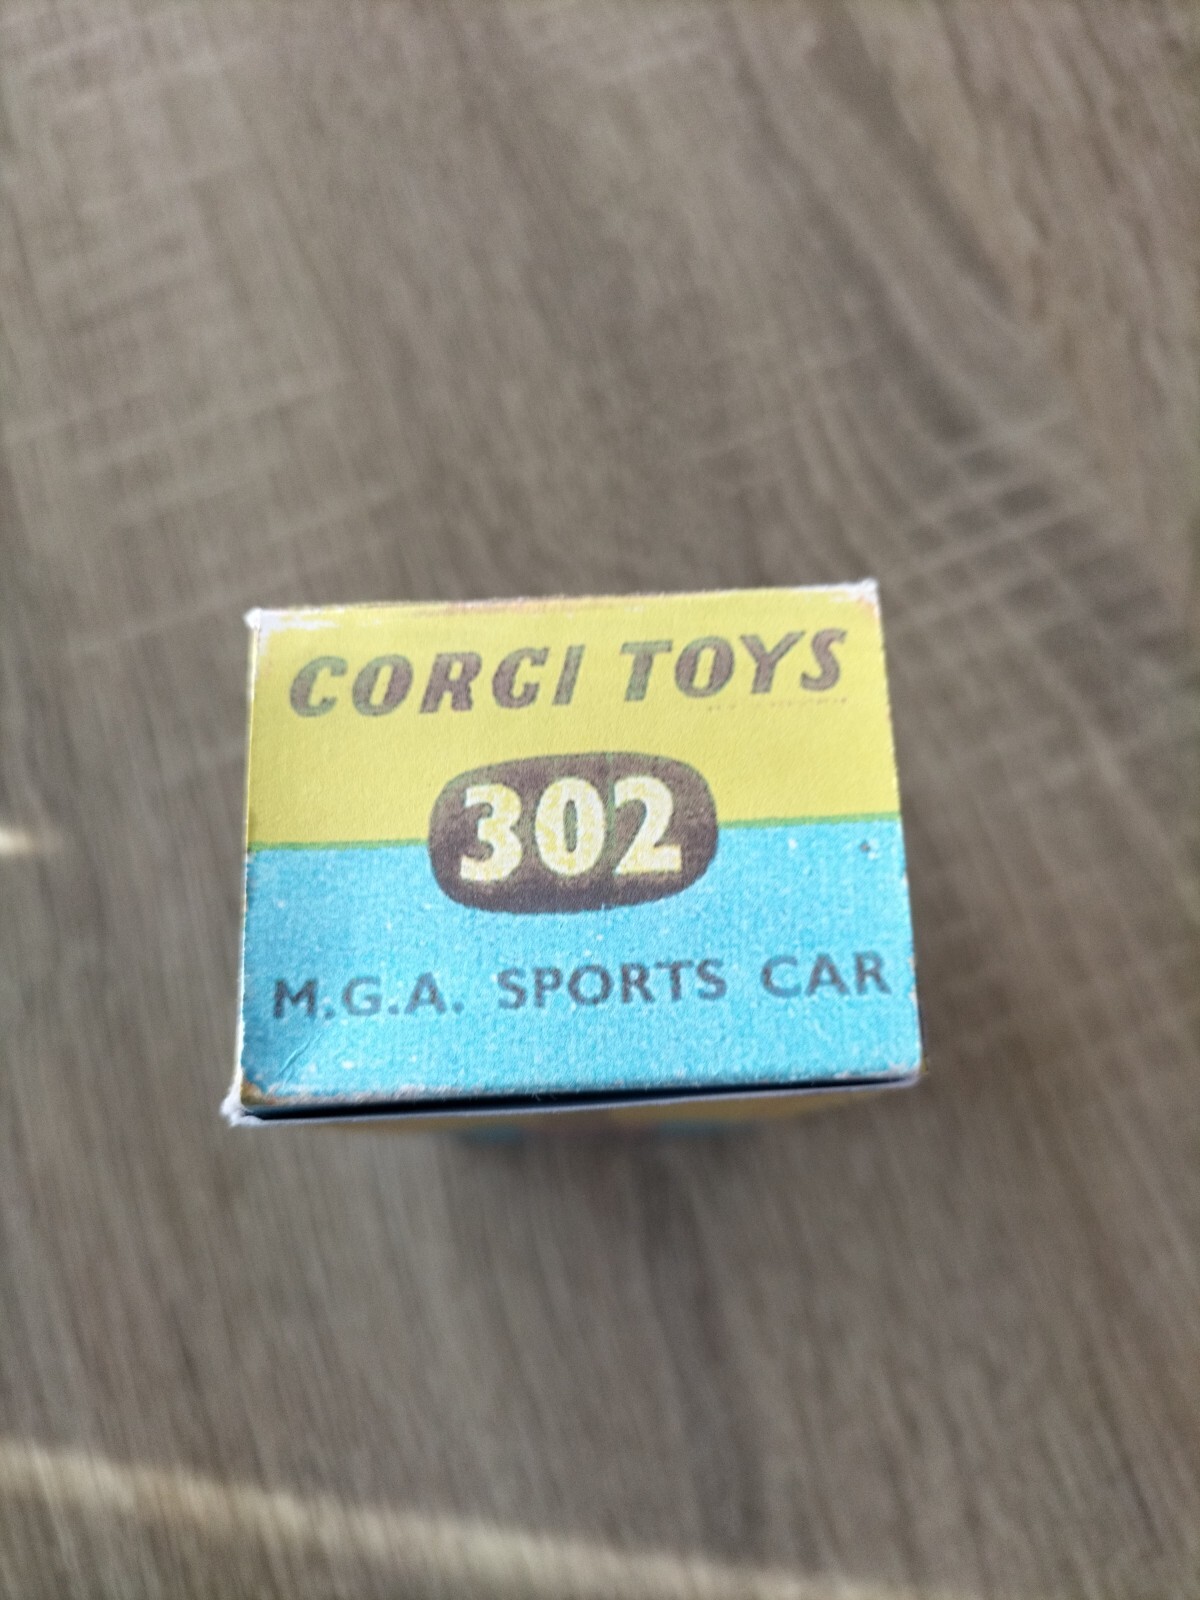 CORGI TOYS
302
M.G.A. SPORTS CAR